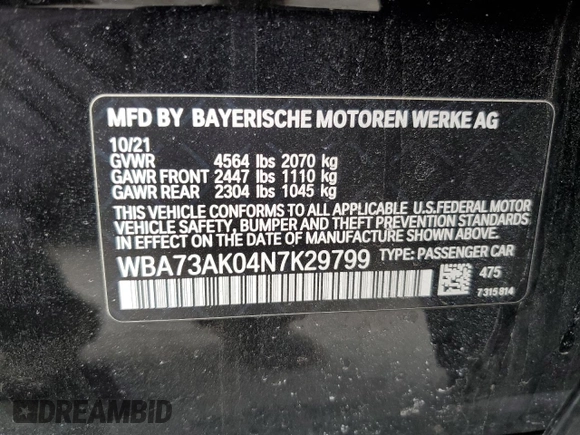 MFD BY BAYERISCHE MOTOREN WERKE AG
10/21
GVWR 4564 lbs 2070 kg
GAWR FRONT 2447 lbs 1110 kg
GAWR REAR 2304 lbs 1045 kg
THIS VEHICLE CONFORMS TO ALL APPLICABLE U.S.FEDERAL MOTOR
VEHICLE SAFETY, BUMPER, AND THEFT PREVENTION STANDARDS
IN EFFECT ON THE DATE OF MANUFACTURE SHOWN ABOVE.
WBA73AK04N7K29799 TYPE: PASSENGER CAR
475
7315814
DREAMBID